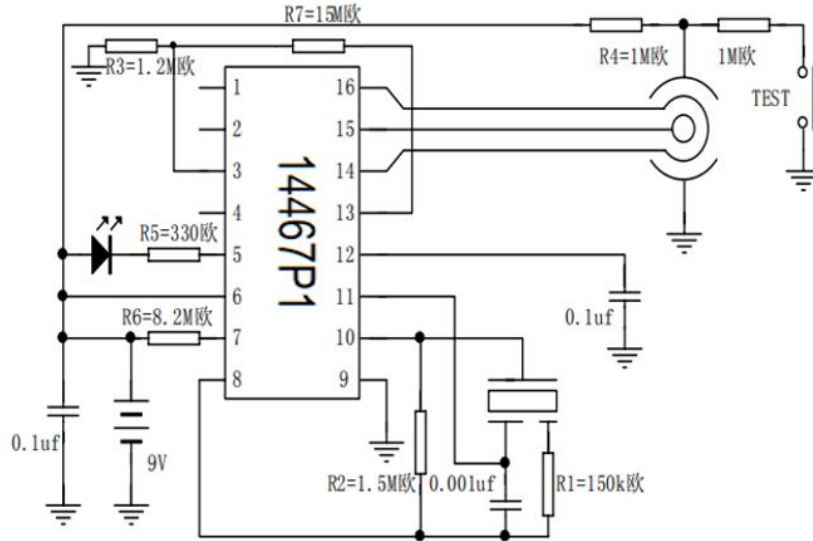 R7=15M欧
R3=1.2M欧
R4=1M欧
1M欧
TEST
1
2
3
4
5
6
7
8
16
15
14
13
12
11
10
9
14467P1
R5=330欧
R6=8.2M欧
0.1uf
9V
0.1uf
R2=1.5M欧
0.001uf
R1=150k欧